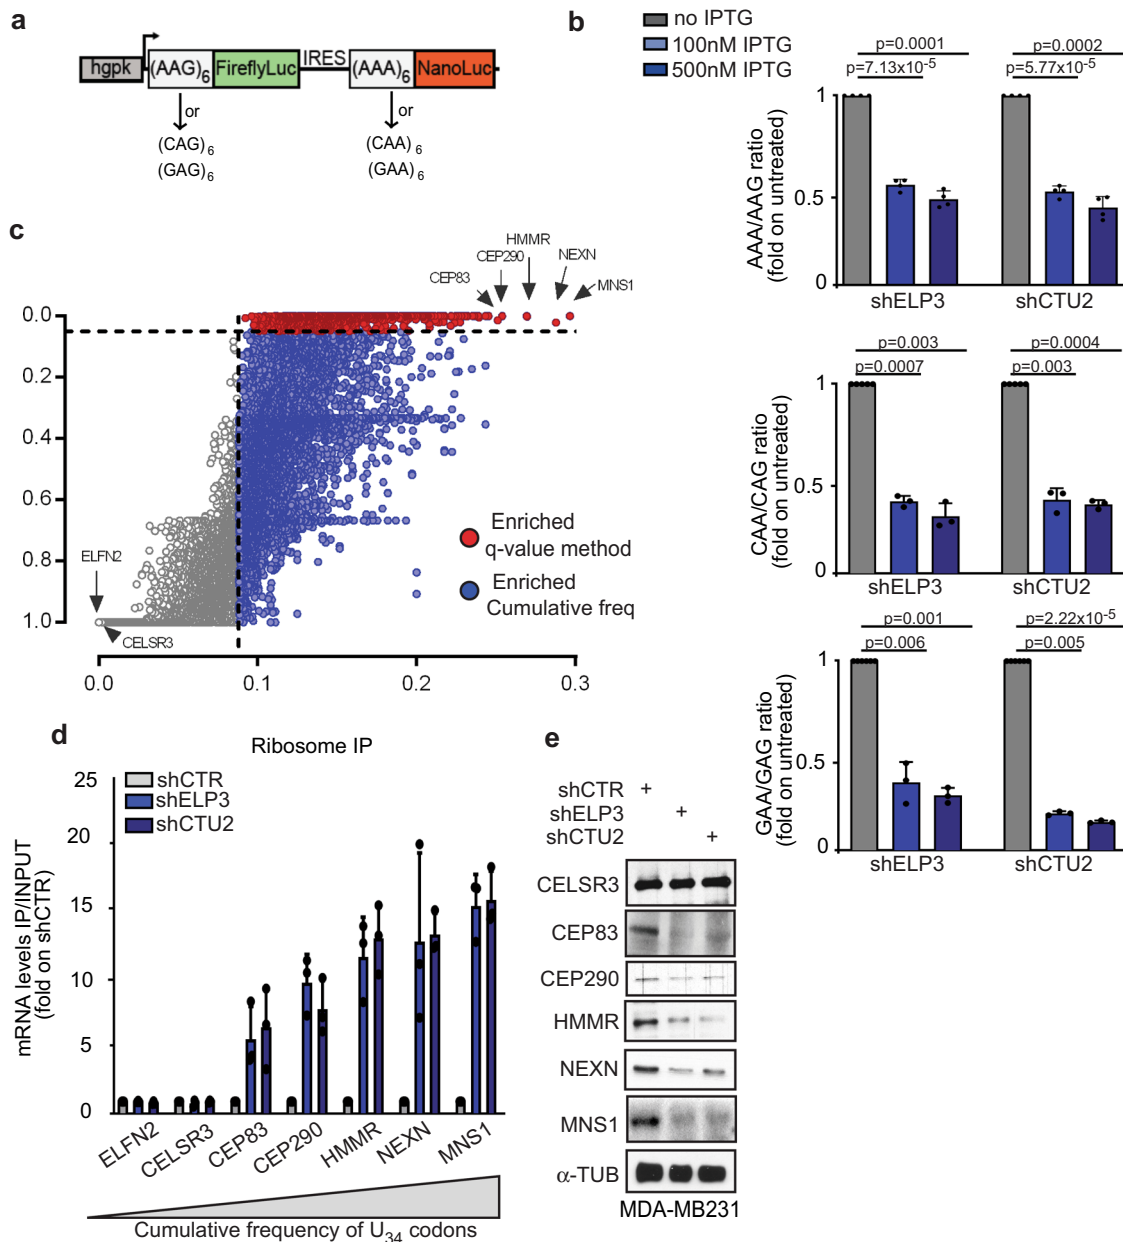 a
hgpk
(AAG)6
FireflyLuc
IRES
(AAA)6
NanoLuc
or
or
(CAG)6
(GAG)6
(CAA)6
(GAA)6
b
no IPTG
100nM IPTG
500nM IPTG
p=0.0001
p=7.13x10-5
p=0.0002
p=5.77x10-5
AAA/AAG ratio
(fold on untreated)
1
0.5
0
shELP3
shCTU2
p=0.003
p=0.0007
p=0.0004
p=0.003
CAA/CAG ratio
(fold on untreated)
1
0.5
0
shELP3
shCTU2
p=0.001
p=0.006
p=2.22x10-5
p=0.005
GAA/GAG ratio
(fold on untreated)
1
0.5
0
shELP3
shCTU2
c
HMMR
CEP290
NEXN
CEP83
MNS1
0.0
0.2
0.4
0.6
0.8
1.0
ELFN2
CELSR3
Enriched
q-value method
Enriched
Cumulative freq
0.0
0.1
0.2
0.3
d
Ribosome IP
shCTR
shELP3
shCTU2
mRNA levels IP/INPUT
(fold on shCTR)
25
20
15
10
5
0
ELFN2
CELSR3
CEP83
CEP290
HMMR
NEXN
MNS1
Cumulative frequency of U34 codons
e
shCTR +
shELP3 +
shCTU2 +
CELSR3
CEP83
CEP290
HMMR
NEXN
MNS1
α-TUB
MDA-MB231